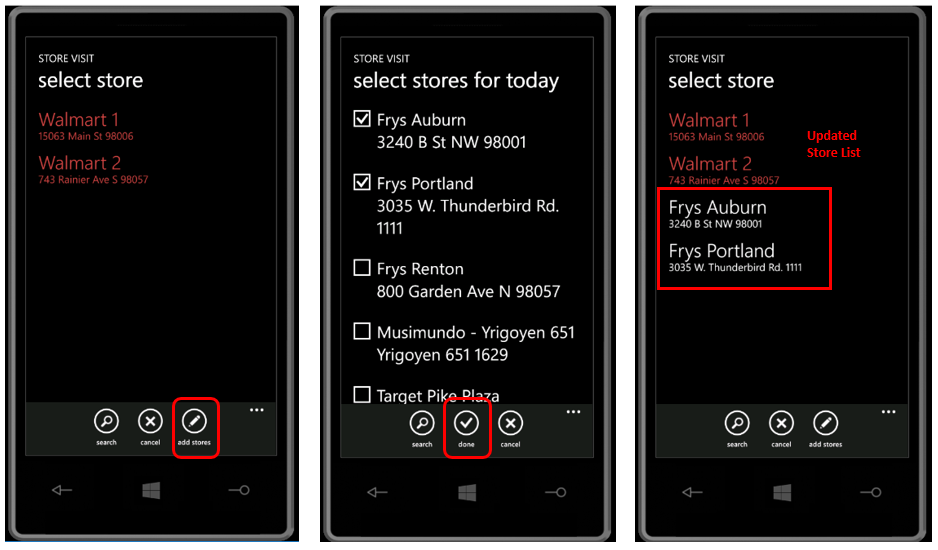 STORE VISIT
select store
Walmart 1
15063 Main St 98006
Walmart 2
743 Rainier Ave S 98057
search
cancel
add stores
STORE VISIT
select stores for today
Frys Auburn
3240 B St NW 98001
Frys Portland
3035 W. Thunderbird Rd.
1111
Frys Renton
800 Garden Ave N 98057
Musimundo - Yrigoyen 651
Yrigoyen 651 1629
Target Pike Plaza
search
done
cancel
STORE VISIT
select store
Walmart 1
15063 Main St 98006
Walmart 2
743 Rainier Ave S 98057
Updated
Store List
Frys Auburn
3240 B St NW 98001
Frys Portland
3035 W. Thunderbird Rd. 1111
search
cancel
add stores